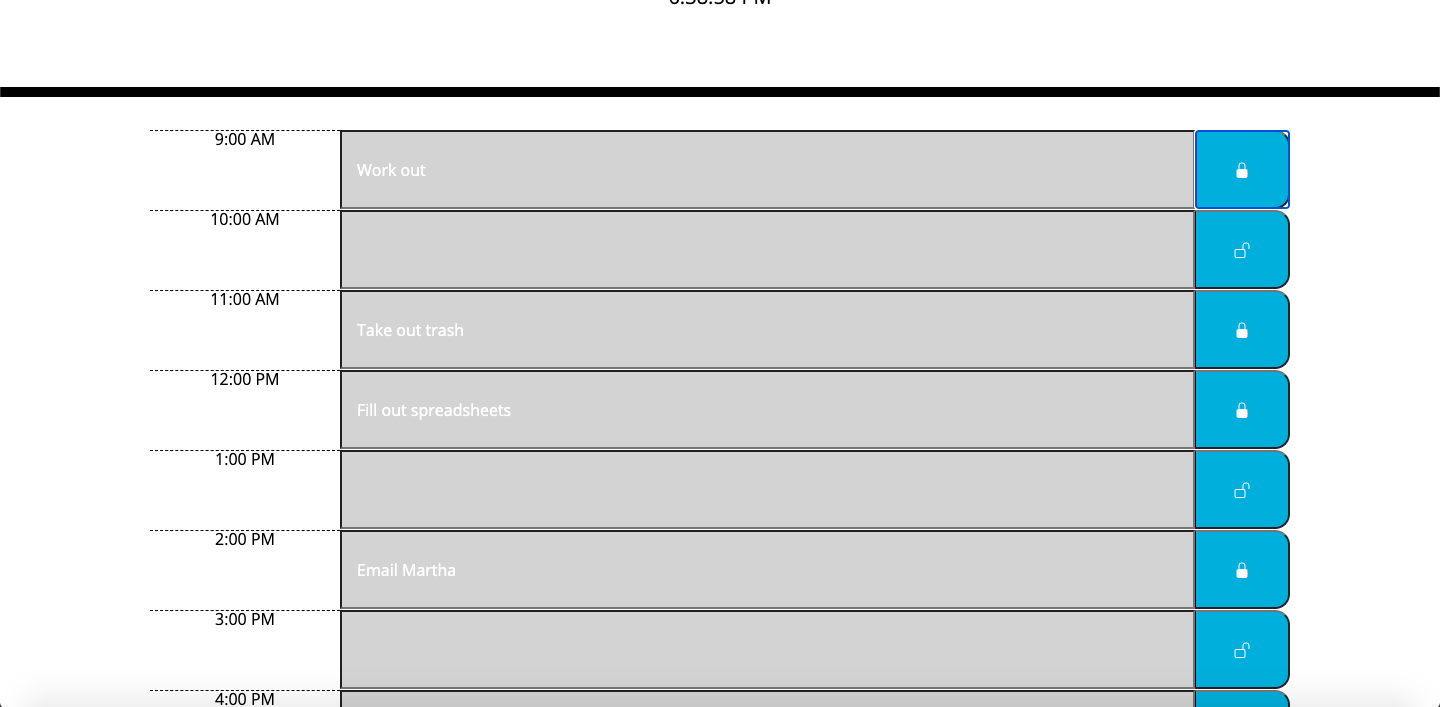 9:00 AM
Work out
10:00 AM
11:00 AM
Take out trash
12:00 PM
Fill out spreadsheets
1:00 PM
2:00 PM
Email Martha
3:00 PM
4:00 PM